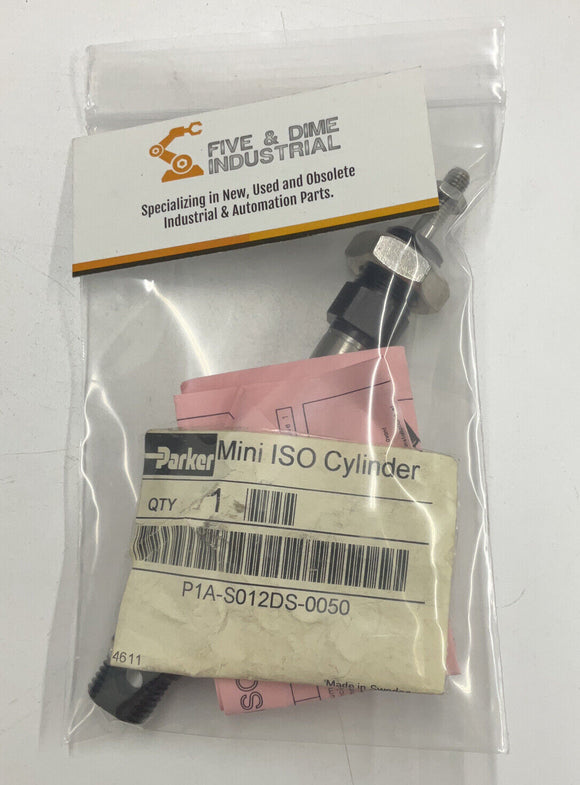 FIVE & DIME
INDUSTRIAL
Specializing in New, Used and Obsolete
Industrial & Automation Parts.
Parker
Mini ISO Cylinder
QTY 1
P1A-S012DS-0050
4611
Made in Sweden